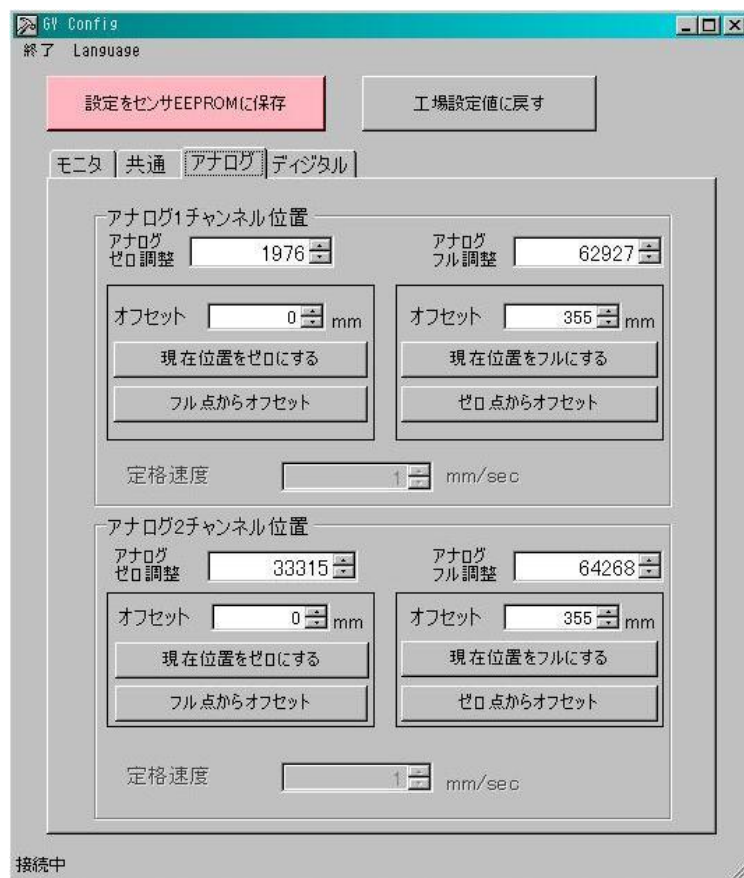 GY Config
終了 Language
設定をセンサEEPROMに保存 工場設定値に戻す
モニタ 共通 アナログ ディジタル
アナログ1チャンネル位置
アナログ
ゼロ調整 1976
アナログ
フル調整 62927
オフセット 0 mm
現在位置をゼロにする
フル点からオフセット
オフセット 355 mm
現在位置をフルにする
ゼロ点からオフセット
定格速度 1 mm/sec
アナログ2チャンネル位置
アナログ
ゼロ調整 33315
アナログ
フル調整 64268
オフセット 0 mm
現在位置をゼロにする
フル点からオフセット
オフセット 355 mm
現在位置をフルにする
ゼロ点からオフセット
定格速度 1 mm/sec
接続中